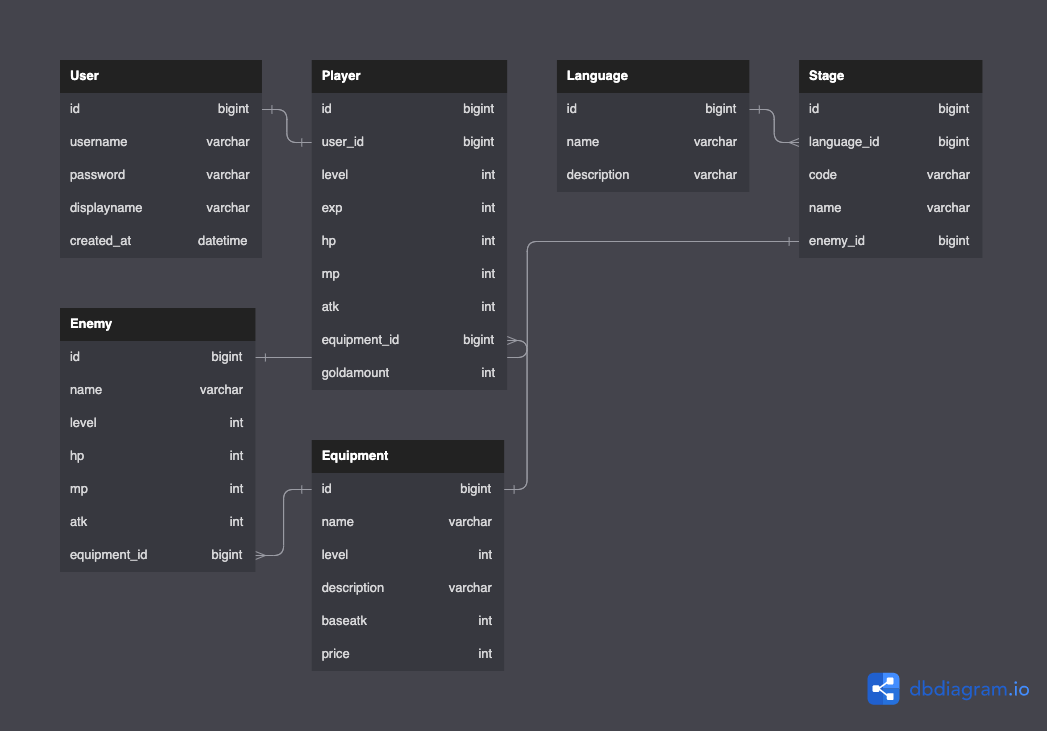 User
id bigint
username varchar
password varchar
displayname varchar
created_at datetime
Player
id bigint
user_id bigint
level int
exp int
hp int
mp int
atk int
equipment_id bigint
goldamount int
Language
id bigint
name varchar
description varchar
Stage
id bigint
language_id bigint
code varchar
name varchar
enemy_id bigint
Enemy
id bigint
name varchar
level int
hp int
mp int
atk int
equipment_id bigint
Equipment
id bigint
name varchar
level int
description varchar
baseatk int
price int
dbdiagram.io